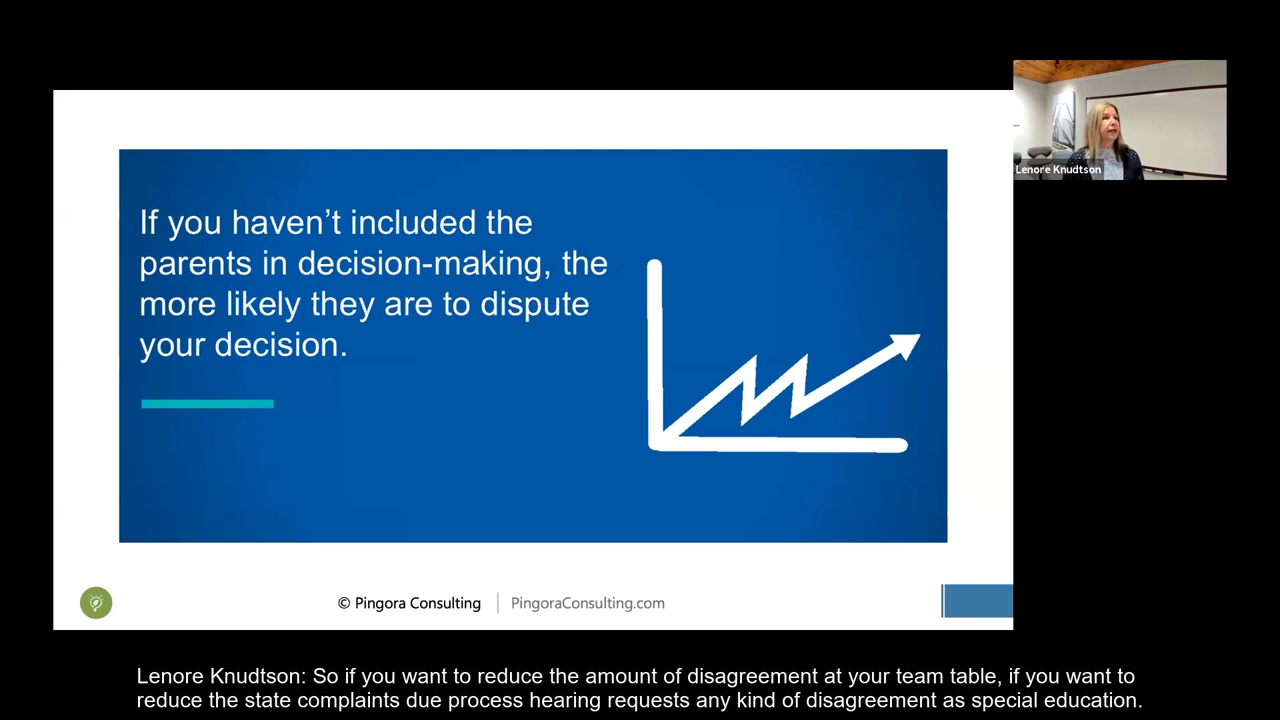 If you haven’t included the
parents in decision-making, the
more likely they are to dispute
your decision.
Lenore Knudtson
© Pingora Consulting
PingoraConsulting.com
Lenore Knudtson: So if you want to reduce the amount of disagreement at your team table, if you want to
reduce the state complaints due process hearing requests any kind of disagreement as special education.